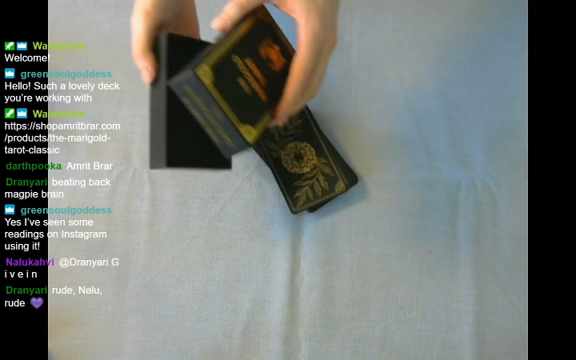 Welcome!
greensoulgoddess
Hello! Such a lovely deck
you're working with
https://shopamritbrar.com
/products/the-marigold-
tarot-classic
darthpooka Amrit Brar
Dranyari beating back
magpie brain
greensoulgoddess
Yes I've seen some
readings on Instagram
using it!
Nalukahvi @Dranyari G
i v e i n
Dranyari rude, Nalu,
rude 💜